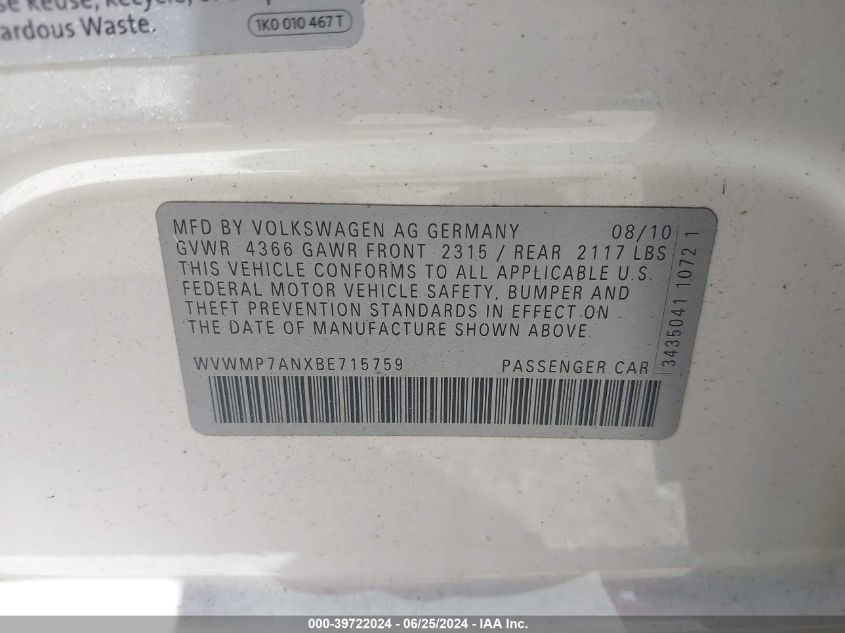 ardous Waste.
1K0 010 467 T
MFD BY VOLKSWAGEN AG GERMANY 08/10
GVWR 4366 GAWR FRONT 2315 / REAR 2117 LBS
THIS VEHICLE CONFORMS TO ALL APPLICABLE U.S.
FEDERAL MOTOR VEHICLE SAFETY, BUMPER AND
THEFT PREVENTION STANDARDS IN EFFECT ON
THE DATE OF MANUFACTURE SHOWN ABOVE.
WVWMP7ANXBE715759 PASSENGER CAR
3435041 1072 1
000-39722024 - 06/25/2024 - IAA Inc.